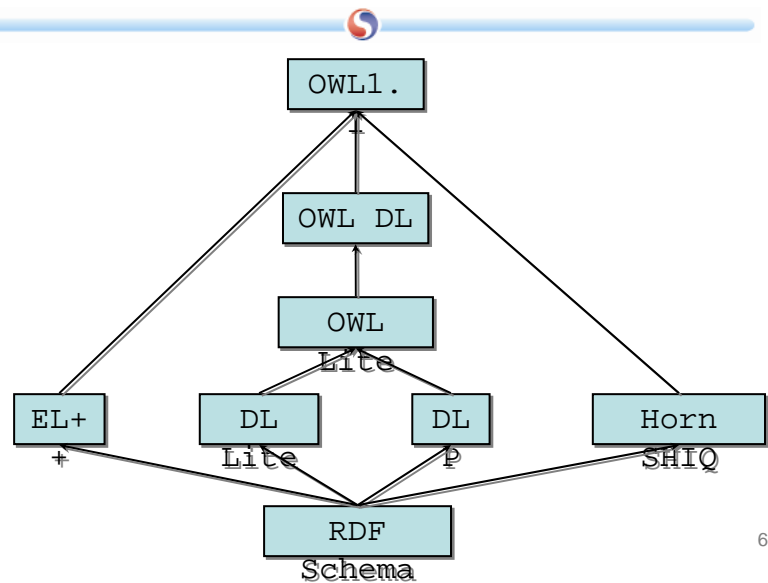 OWL1.
1
OWL DL
OWL
Lite
EL+
+
DL
Lite
DL
P
Horn
SHIQ
RDF
Schema
6